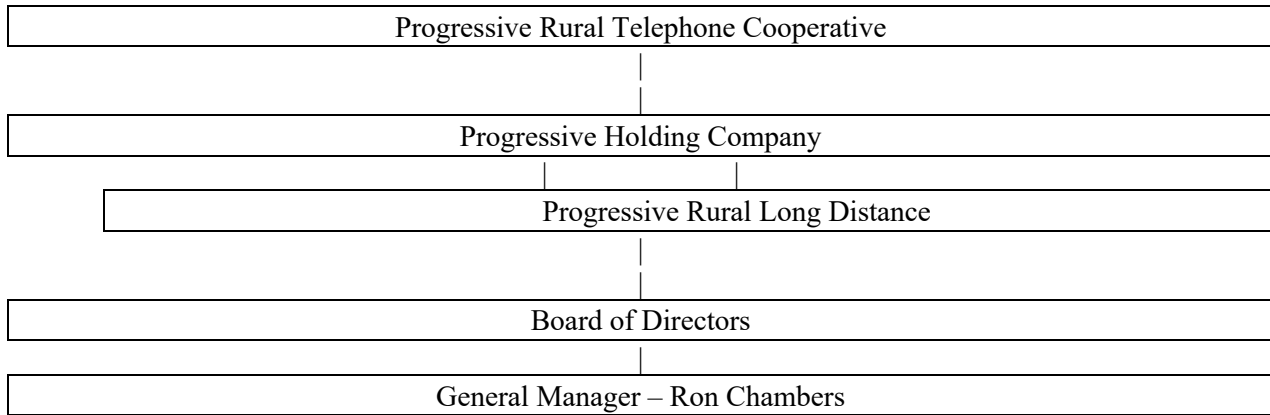 Progressive Rural Telephone Cooperative
Progressive Holding Company
Progressive Rural Long Distance
Board of Directors
General Manager – Ron Chambers